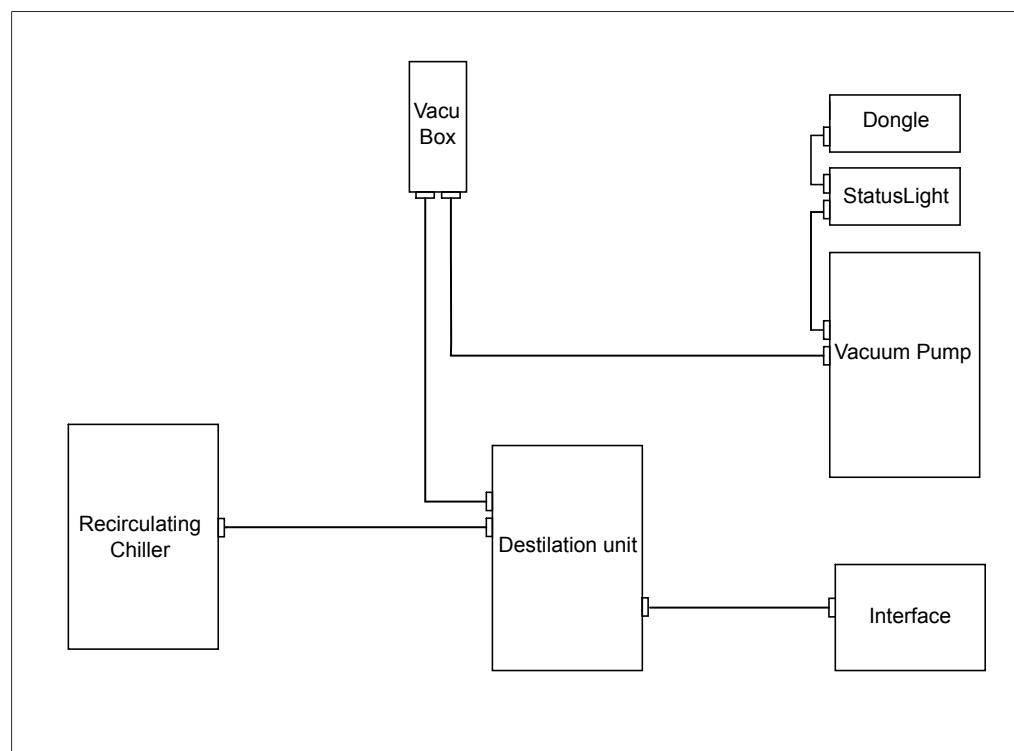 Vacu
Box
Dongle
StatusLight
Vacuum Pump
Recirculating
Chiller
Destilation unit
Interface